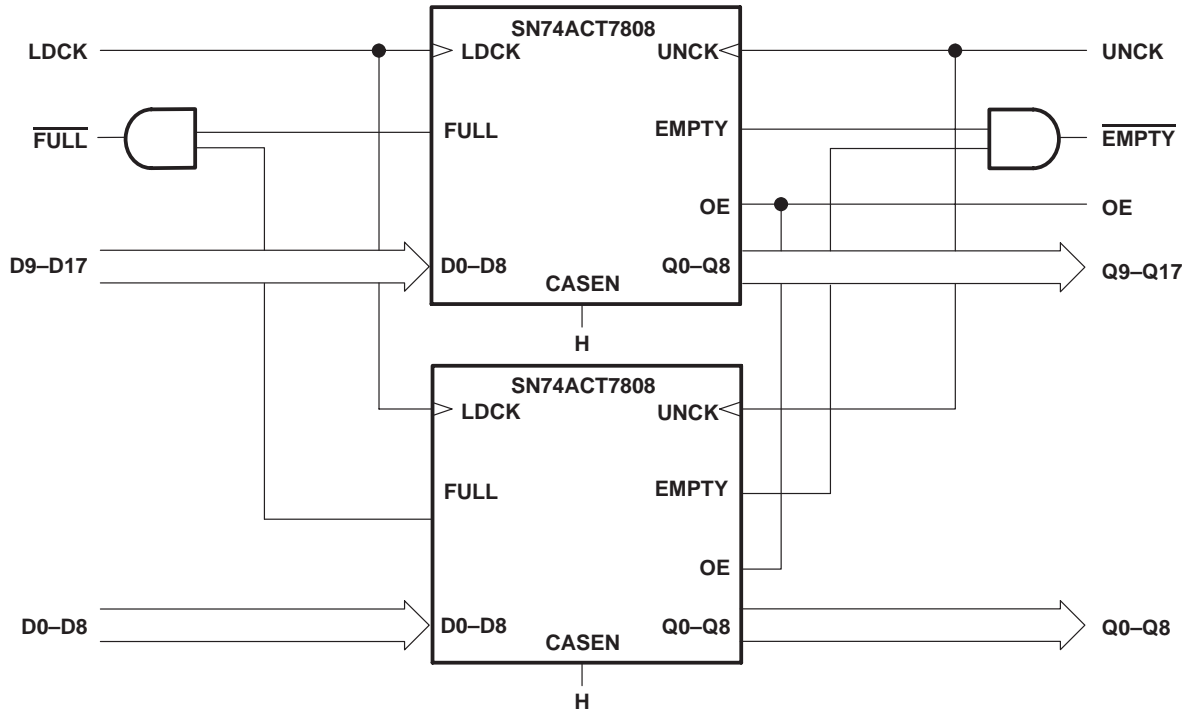 SN74ACT7808
LDCK
LDCK
UNCK
UNCK
FULL
FULL
EMPTY
EMPTY
OE
OE
D9–D17
D0–D8
Q0–Q8
Q9–Q17
CASEN
H
SN74ACT7808
LDCK
UNCK
FULL
EMPTY
OE
D0–D8
D0–D8
Q0–Q8
Q0–Q8
CASEN
H